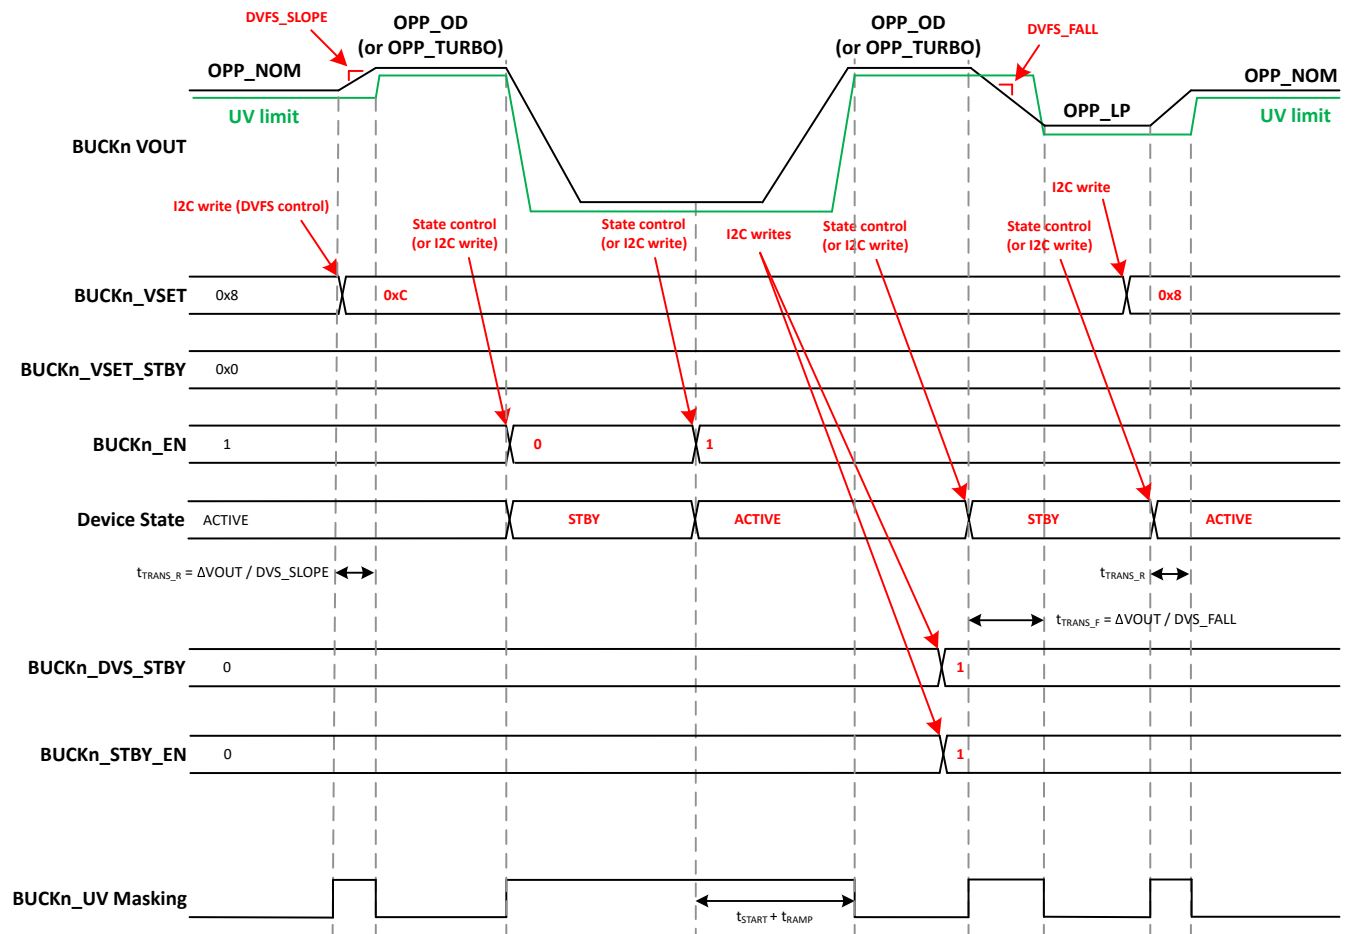 DVFS_SLOPE
OPP_OD
(or OPP_TURBO)
OPP_OD
(or OPP_TURBO)
DVFS_FALL
OPP_NOM
OPP_NOM
UV limit
OPP_LP
UV limit
BUCKn VOUT
I2C write (DVFS control)
State control
(or I2C write)
State control
(or I2C write)
I2C writes
State control
(or I2C write)
I2C write
State control
(or I2C write)
BUCKn_VSET 0x8 0xC 0x8
BUCKn_VSET_STBY 0x0
BUCKn_EN 1 0 1
Device State ACTIVE STBY ACTIVE STBY ACTIVE
tTRANS_R = ΔVOUT / DVS_SLOPE
tTRANS_R
tTRANS_F = ΔVOUT / DVS_FALL
BUCKn_DVS_STBY 0 1
BUCKn_STBY_EN 0 1
BUCKn_UV Masking
tSTART + tRAMP